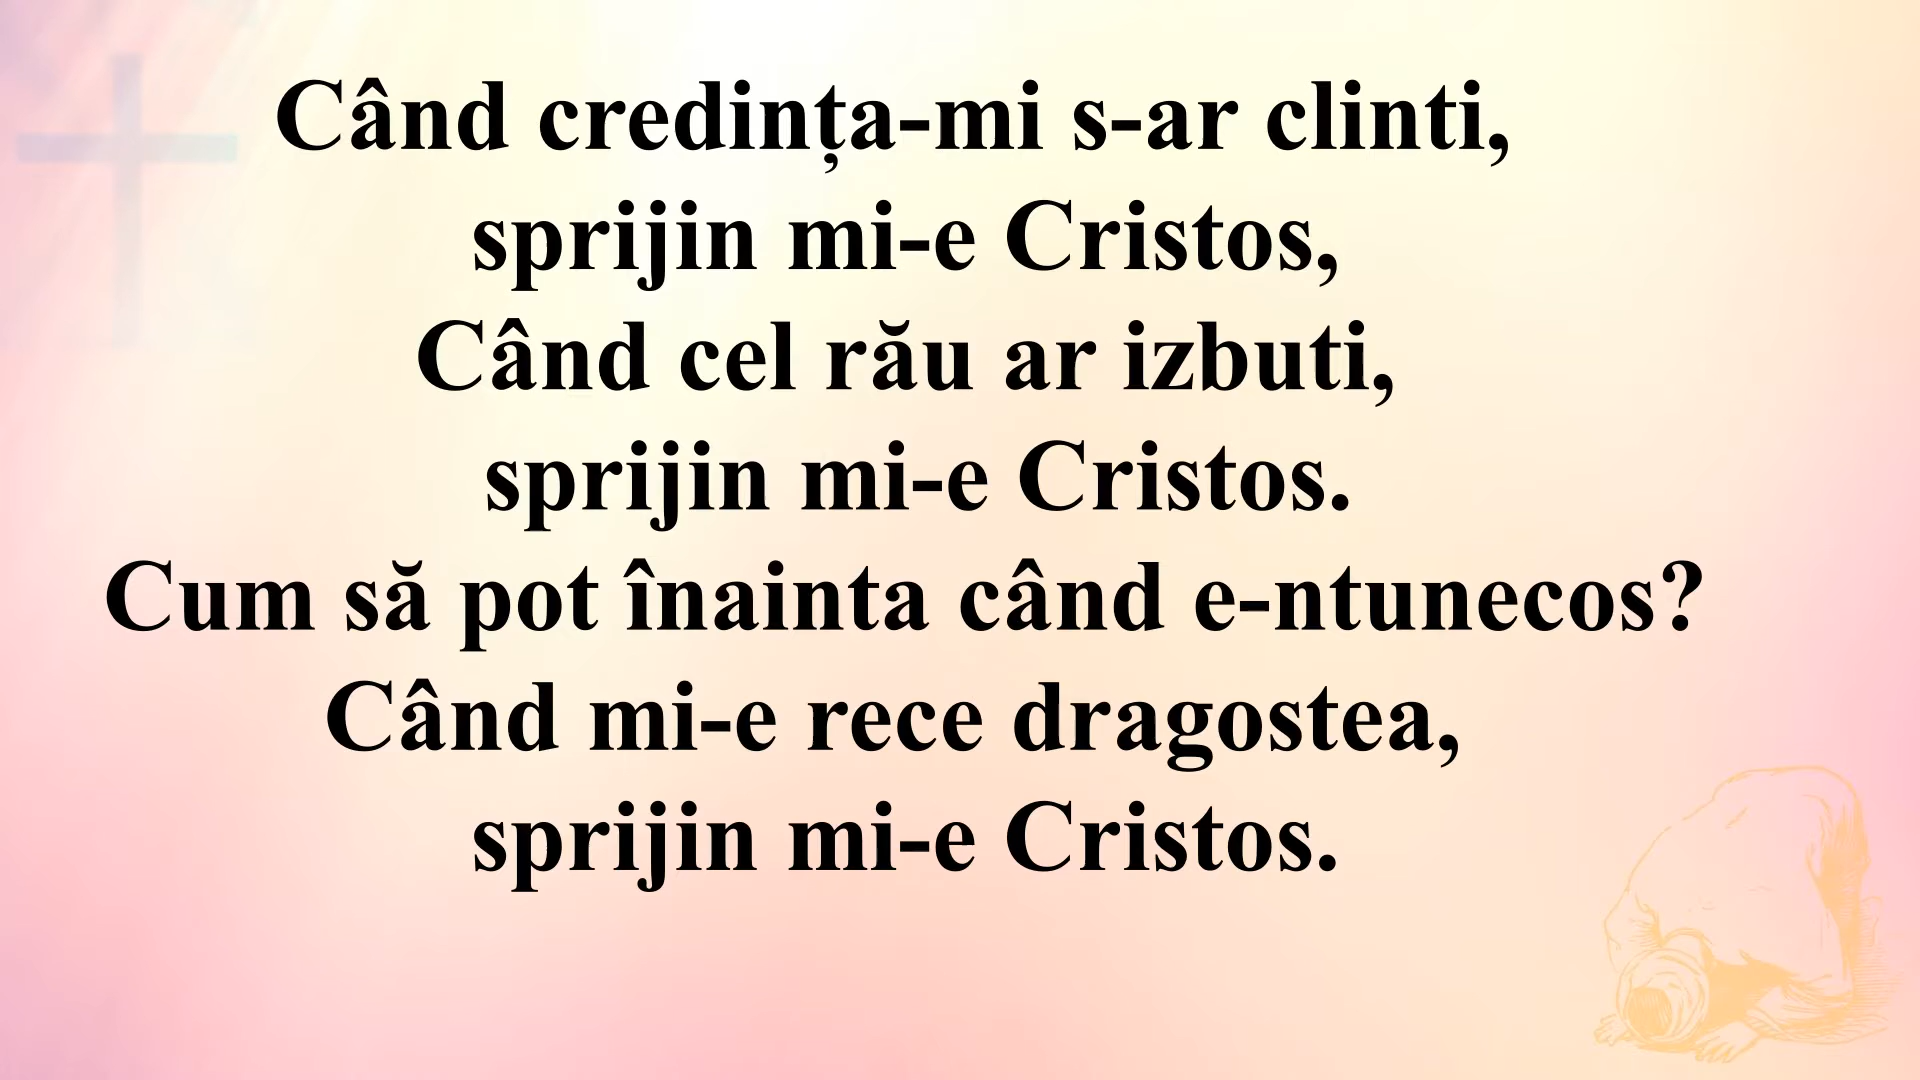 Când credința-mi s-ar clinti,
sprijin mi-e Cristos,
Când cel rău ar izbuti,
sprijin mi-e Cristos.
Cum să pot înainta când e-ntunecos?
Când mi-e rece dragostea,
sprijin mi-e Cristos.